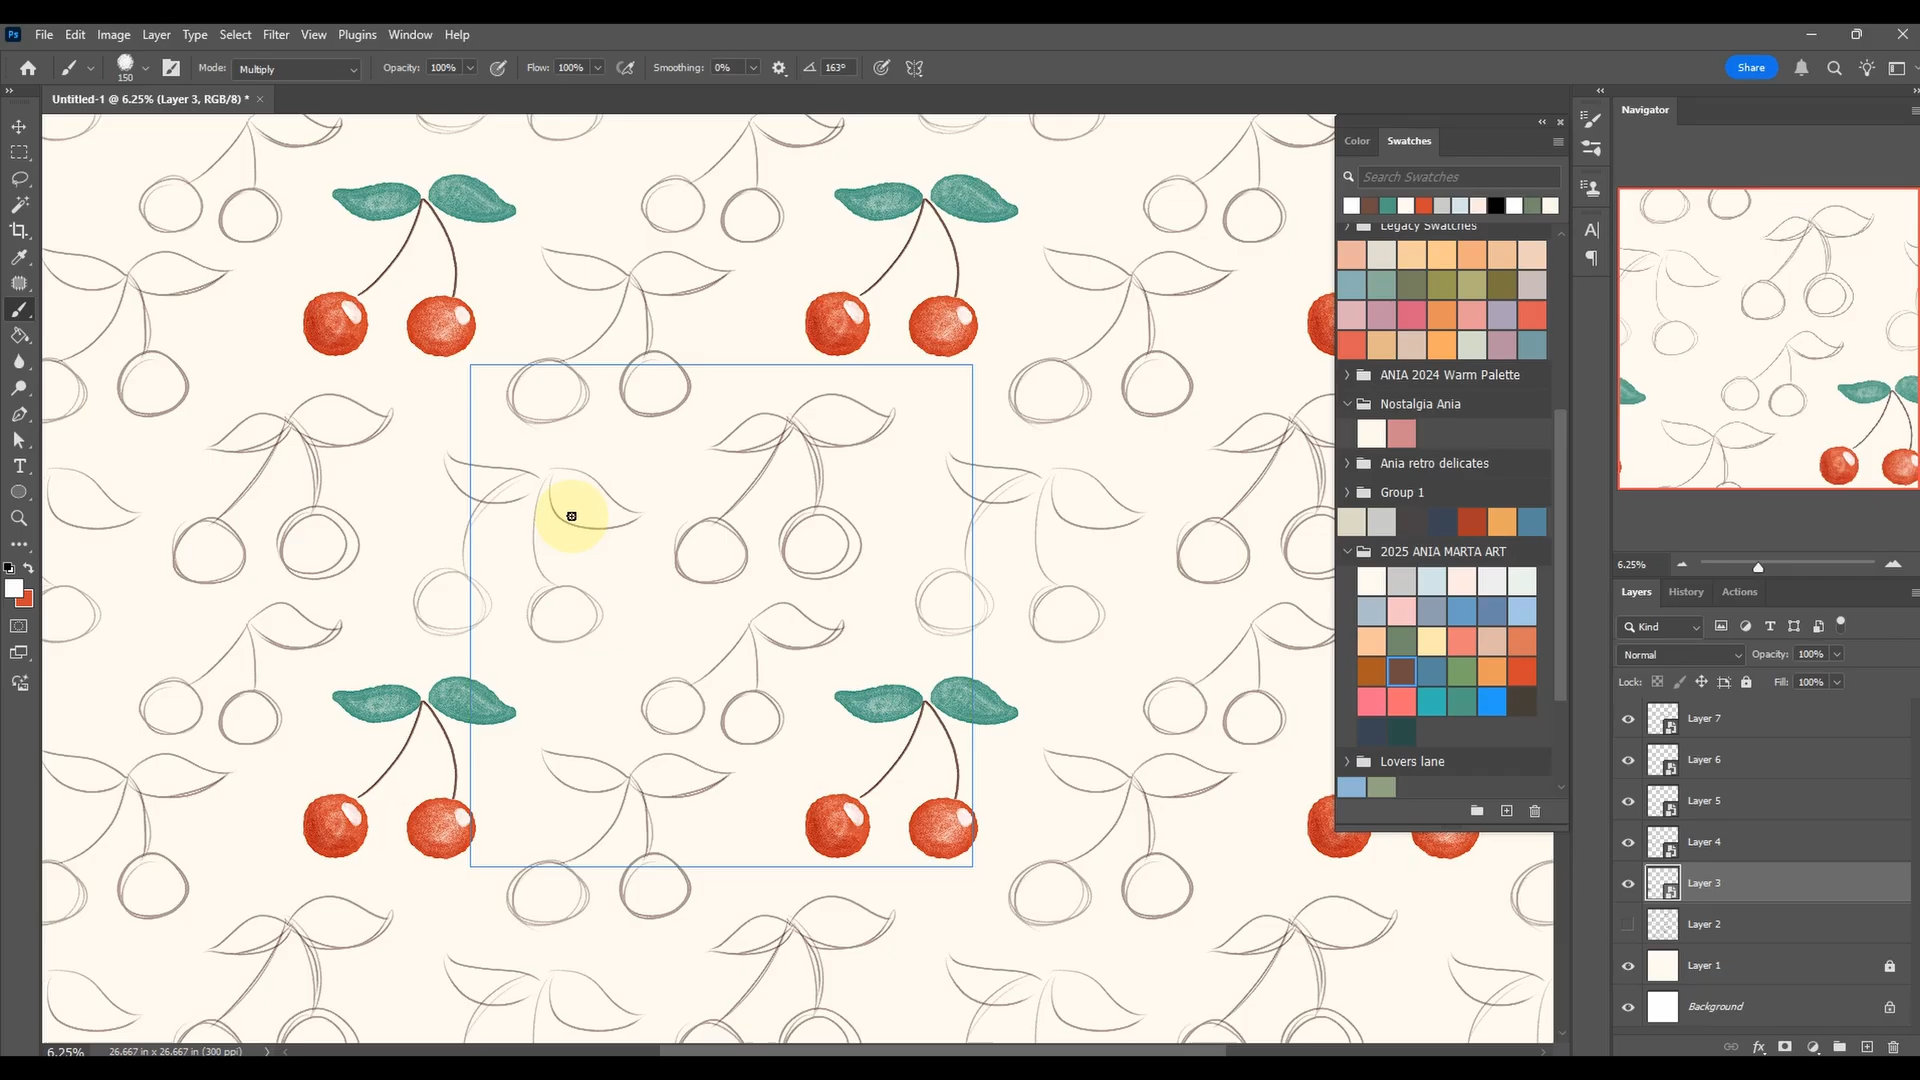 Ps File Edit Image Layer Type Select Filter View Plugins Window Help
150 Mode: Multiply Opacity: 100% Flow: 100% Smoothing: 0% 163° Share
Untitled-1 @ 6.25% (Layer 3, RGB/8) * ×
Navigator
Color Swatches
Search Swatches
Legacy Swatches
ANIA 2024 Warm Palette
Nostalgia Ania
Ania retro delicates
Group 1
2025 ANIA MARTA ART
Lovers lane
6.25%
Layers History Actions
Kind
Normal Opacity: 100%
Lock: Fill: 100%
Layer 7
Layer 6
Layer 5
Layer 4
Layer 3
Layer 2
Layer 1
Background
6.25% 26.667 in x 26.667 in (300 ppi)